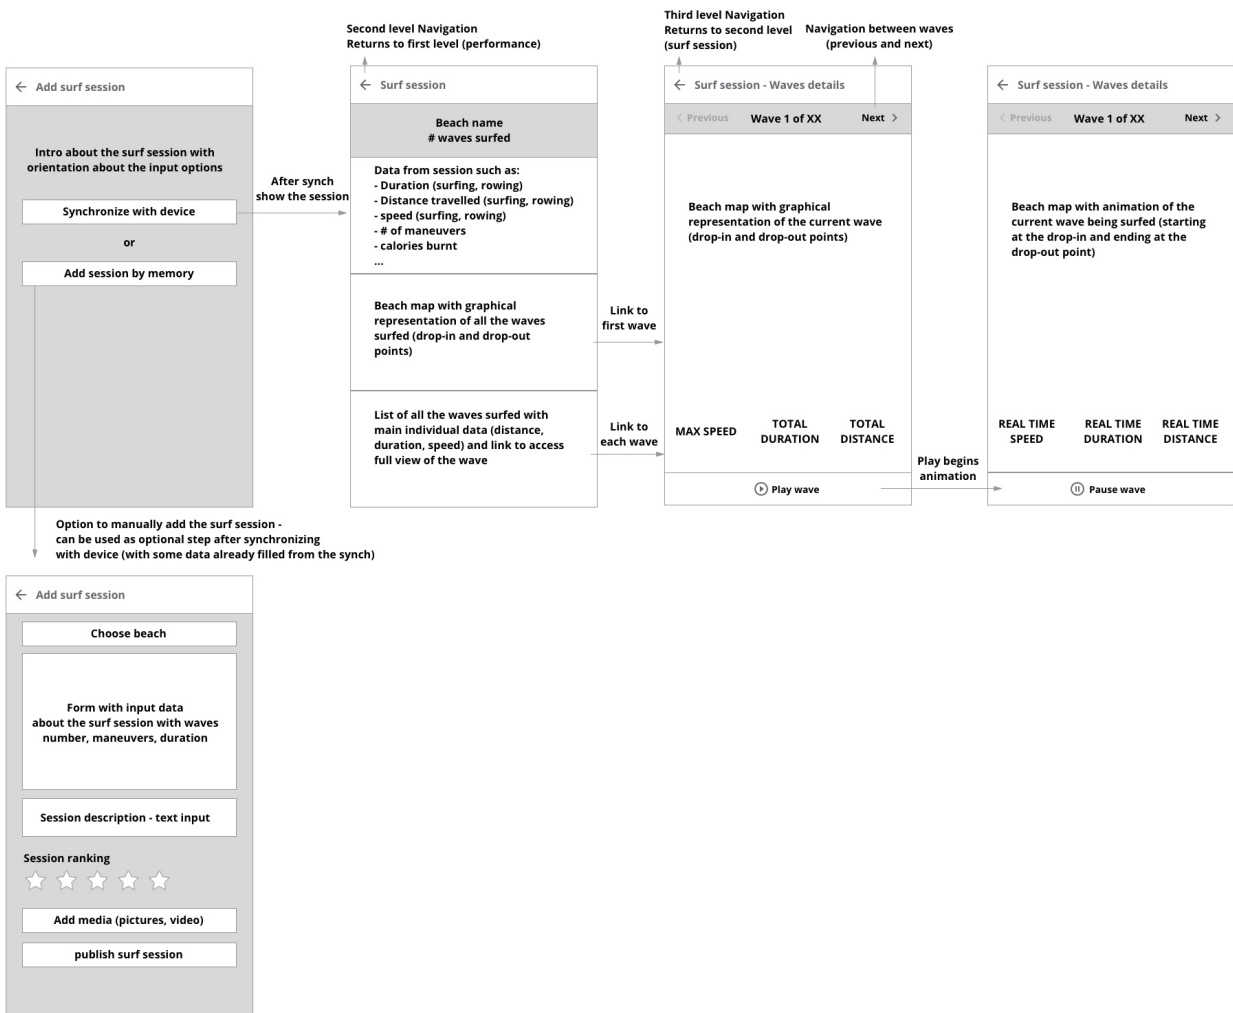 Second level Navigation
Returns to first level (performance)
Third level Navigation
Returns to second level
(surf session)
Navigation between waves
(previous and next)
Add surf session
Intro about the surf session with
orientation about the input options
Synchronize with device
or
Add session by memory
After synch
show the session
Surf session
Beach name
# waves surfed
Data from session such as:
- Duration (surfing, rowing)
- Distance travelled (surfing, rowing)
- speed (surfing, rowing)
- # of maneuvers
- calories burnt
...
Beach map with graphical
representation of all the waves
surfed (drop-in and drop-out
points)
List of all the waves surfed with
main individual data (distance,
duration, speed) and link to access
full view of the wave
Link to
first wave
Link to
each wave
Surf session - Waves details
Previous
Wave 1 of XX
Next
Beach map with graphical
representation of the current wave
(drop-in and drop-out points)
MAX SPEED
TOTAL
DURATION
TOTAL
DISTANCE
Play wave
Play begins
animation
Surf session - Waves details
Previous
Wave 1 of XX
Next
Beach map with animation of the
current wave being surfed (starting
at the drop-in and ending at the
drop-out point)
REAL TIME
SPEED
REAL TIME
DURATION
REAL TIME
DISTANCE
Pause wave
Option to manually add the surf session -
can be used as optional step after synchronizing
with device (with some data already filled from the synch)
Add surf session
Choose beach
Form with input data
about the surf session with waves
number, maneuvers, duration
Session description - text input
Session ranking
Add media (pictures, video)
publish surf session